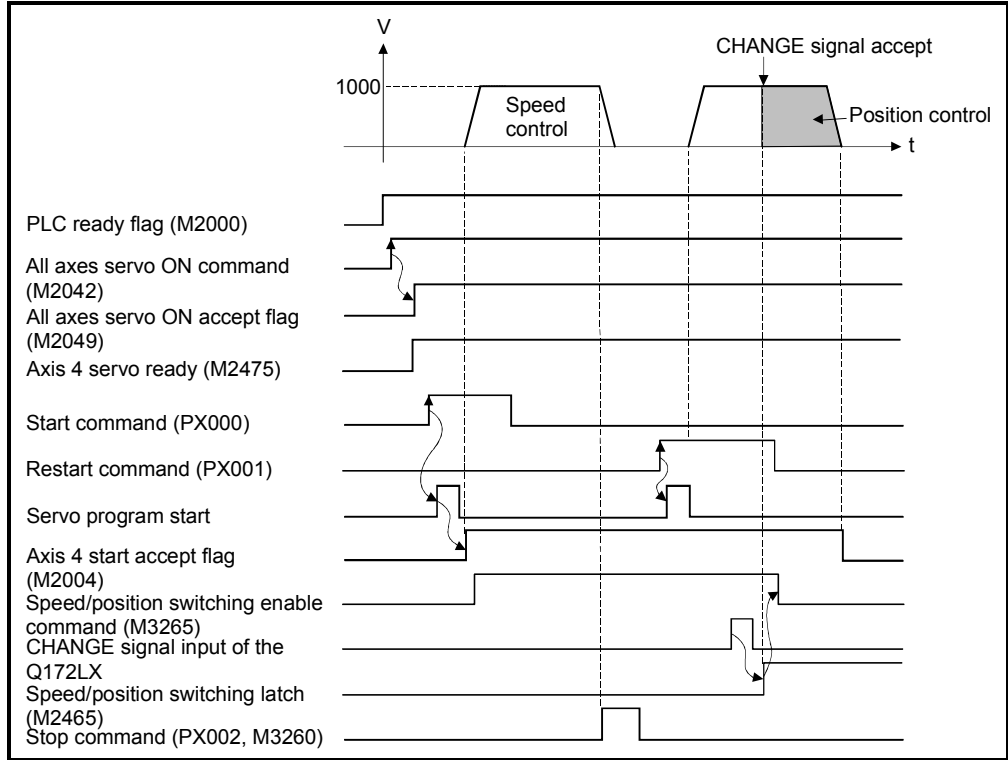 V
CHANGE signal accept
1000
Speed
control
Position control
t
PLC ready flag (M2000)
All axes servo ON command
(M2042)
All axes servo ON accept flag
(M2049)
Axis 4 servo ready (M2475)
Start command (PX000)
Restart command (PX001)
Servo program start
Axis 4 start accept flag
(M2004)
Speed/position switching enable
command (M3265)
CHANGE signal input of the
Q172LX
Speed/position switching latch
(M2465)
Stop command (PX002, M3260)